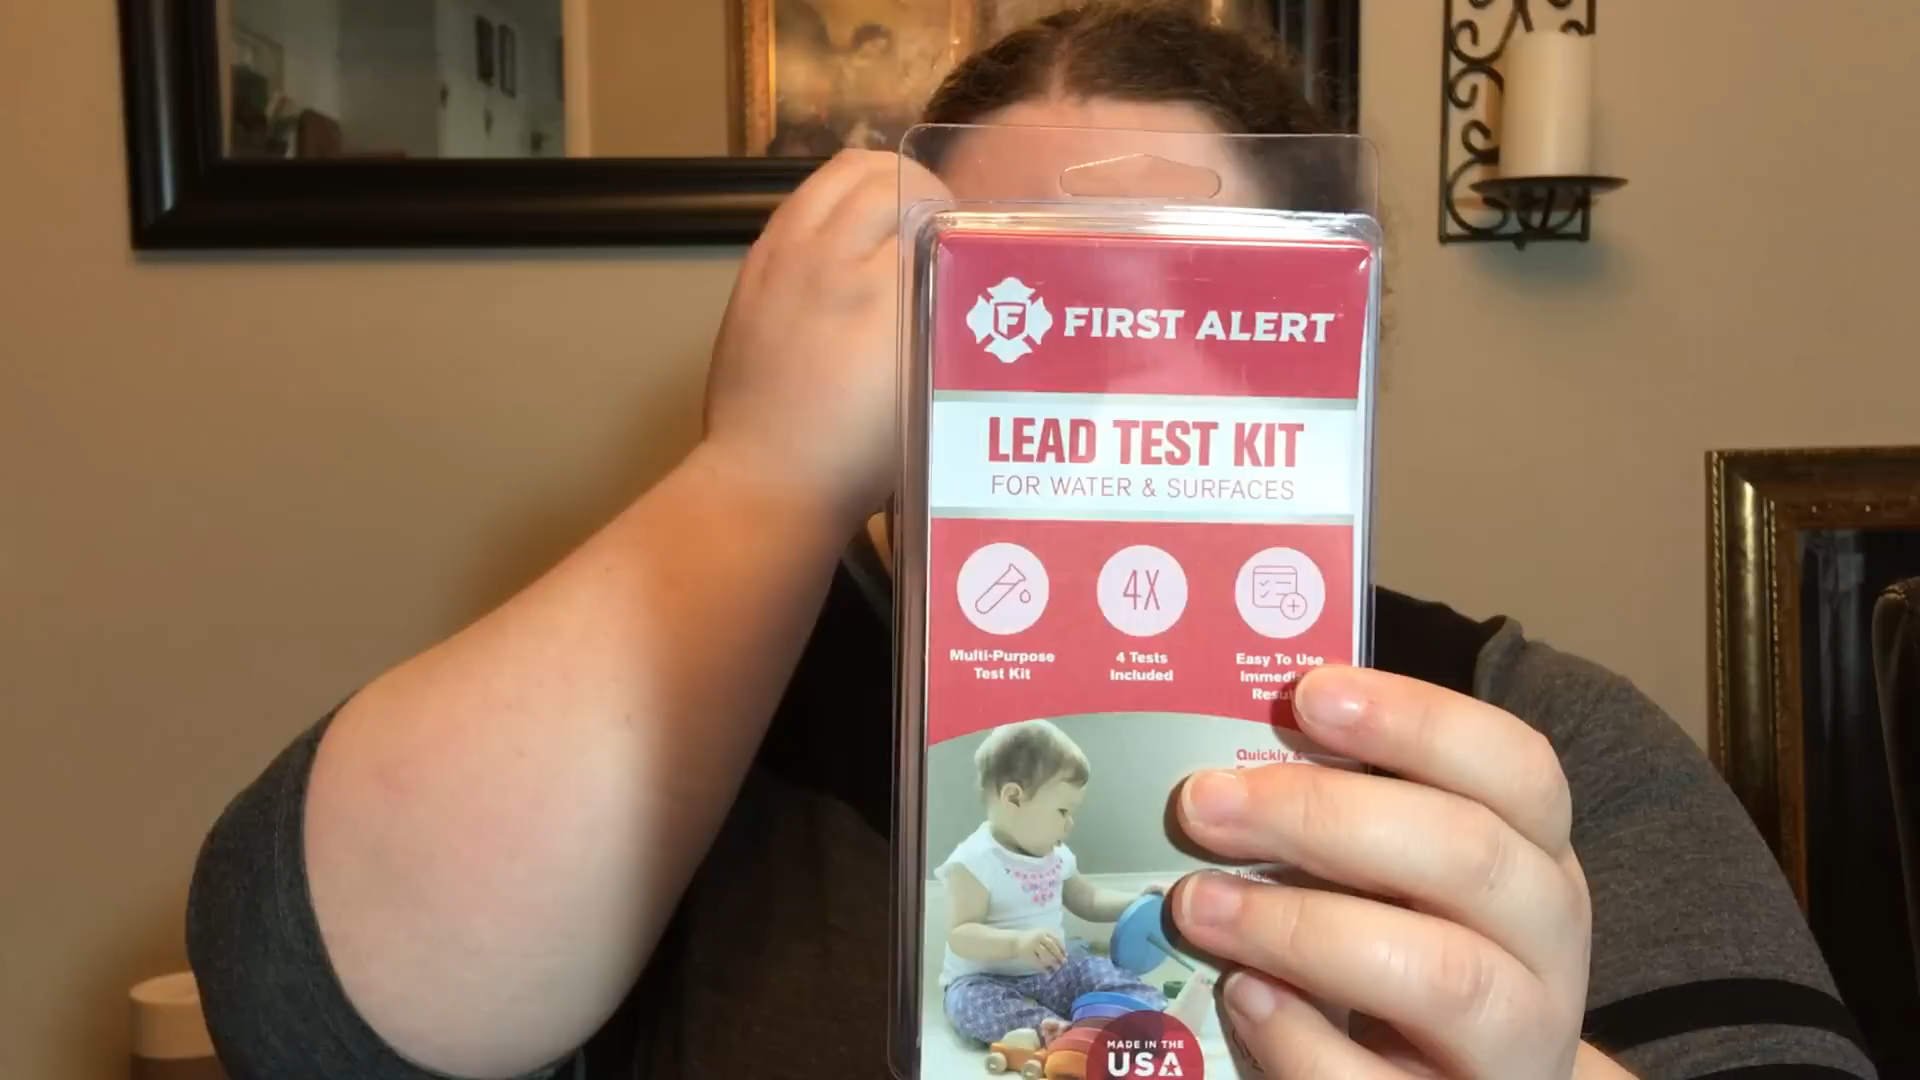 F FIRST ALERT
LEAD TEST KIT
FOR WATER & SURFACES
4X
Multi-Purpose
Test Kit
4 Tests
Included
Easy To Use
Quickly &
MADE IN THE
USA